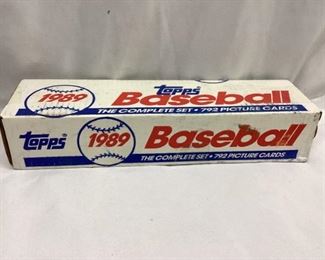 topps
1989 Baseball
THE COMPLETE SET • 792 PICTURE CARDS
topps® 1989 Baseball
THE COMPLETE SET • 792 PICTURE CARDS